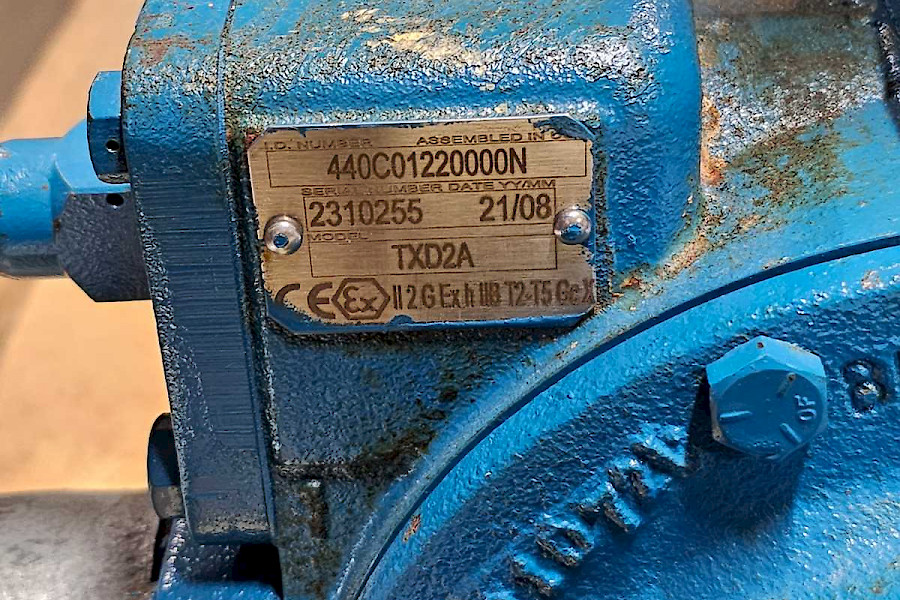 I.D. NUMBER ASSEMBLED IN
440C01220000N
SERIAL NUMBER DATE YY/MM
2310255 21/08
MODEL
TXD2A
CE Ex II 2 G Ex h IIB T2-T5 Gc X
OF